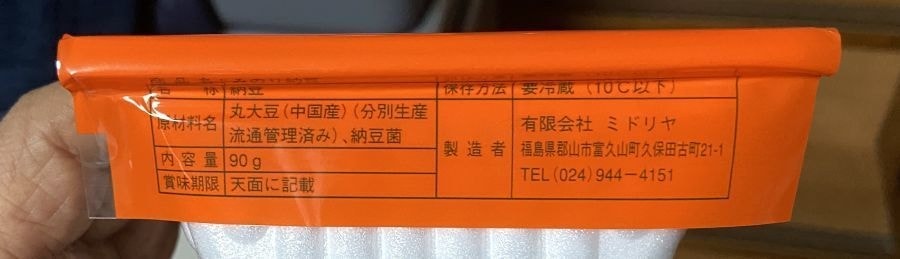 名称 納豆
原材料名 丸大豆(中国産)(分別生産
流通管理済み)、納豆菌
内容量 90g
賞味期限 天面に記載
保存方法 要冷蔵(10℃以下)
製造者 有限会社 ミドリヤ
福島県郡山市富久山町久保田古町21-1
TEL(024)944-4151